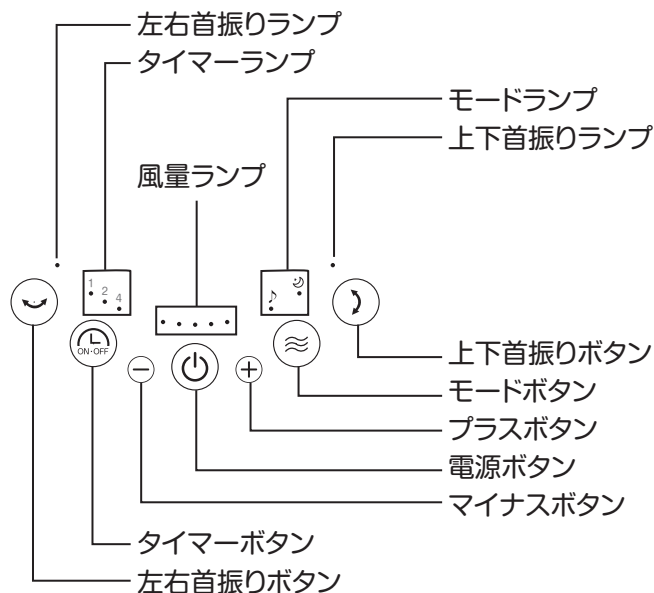 左右首振りランプ
タイマーランプ
モードランプ
上下首振りランプ
風量ランプ
1
2
4
ON·OFF
上下首振りボタン
モードボタン
プラスボタン
電源ボタン
マイナスボタン
タイマーボタン
左右首振りボタン